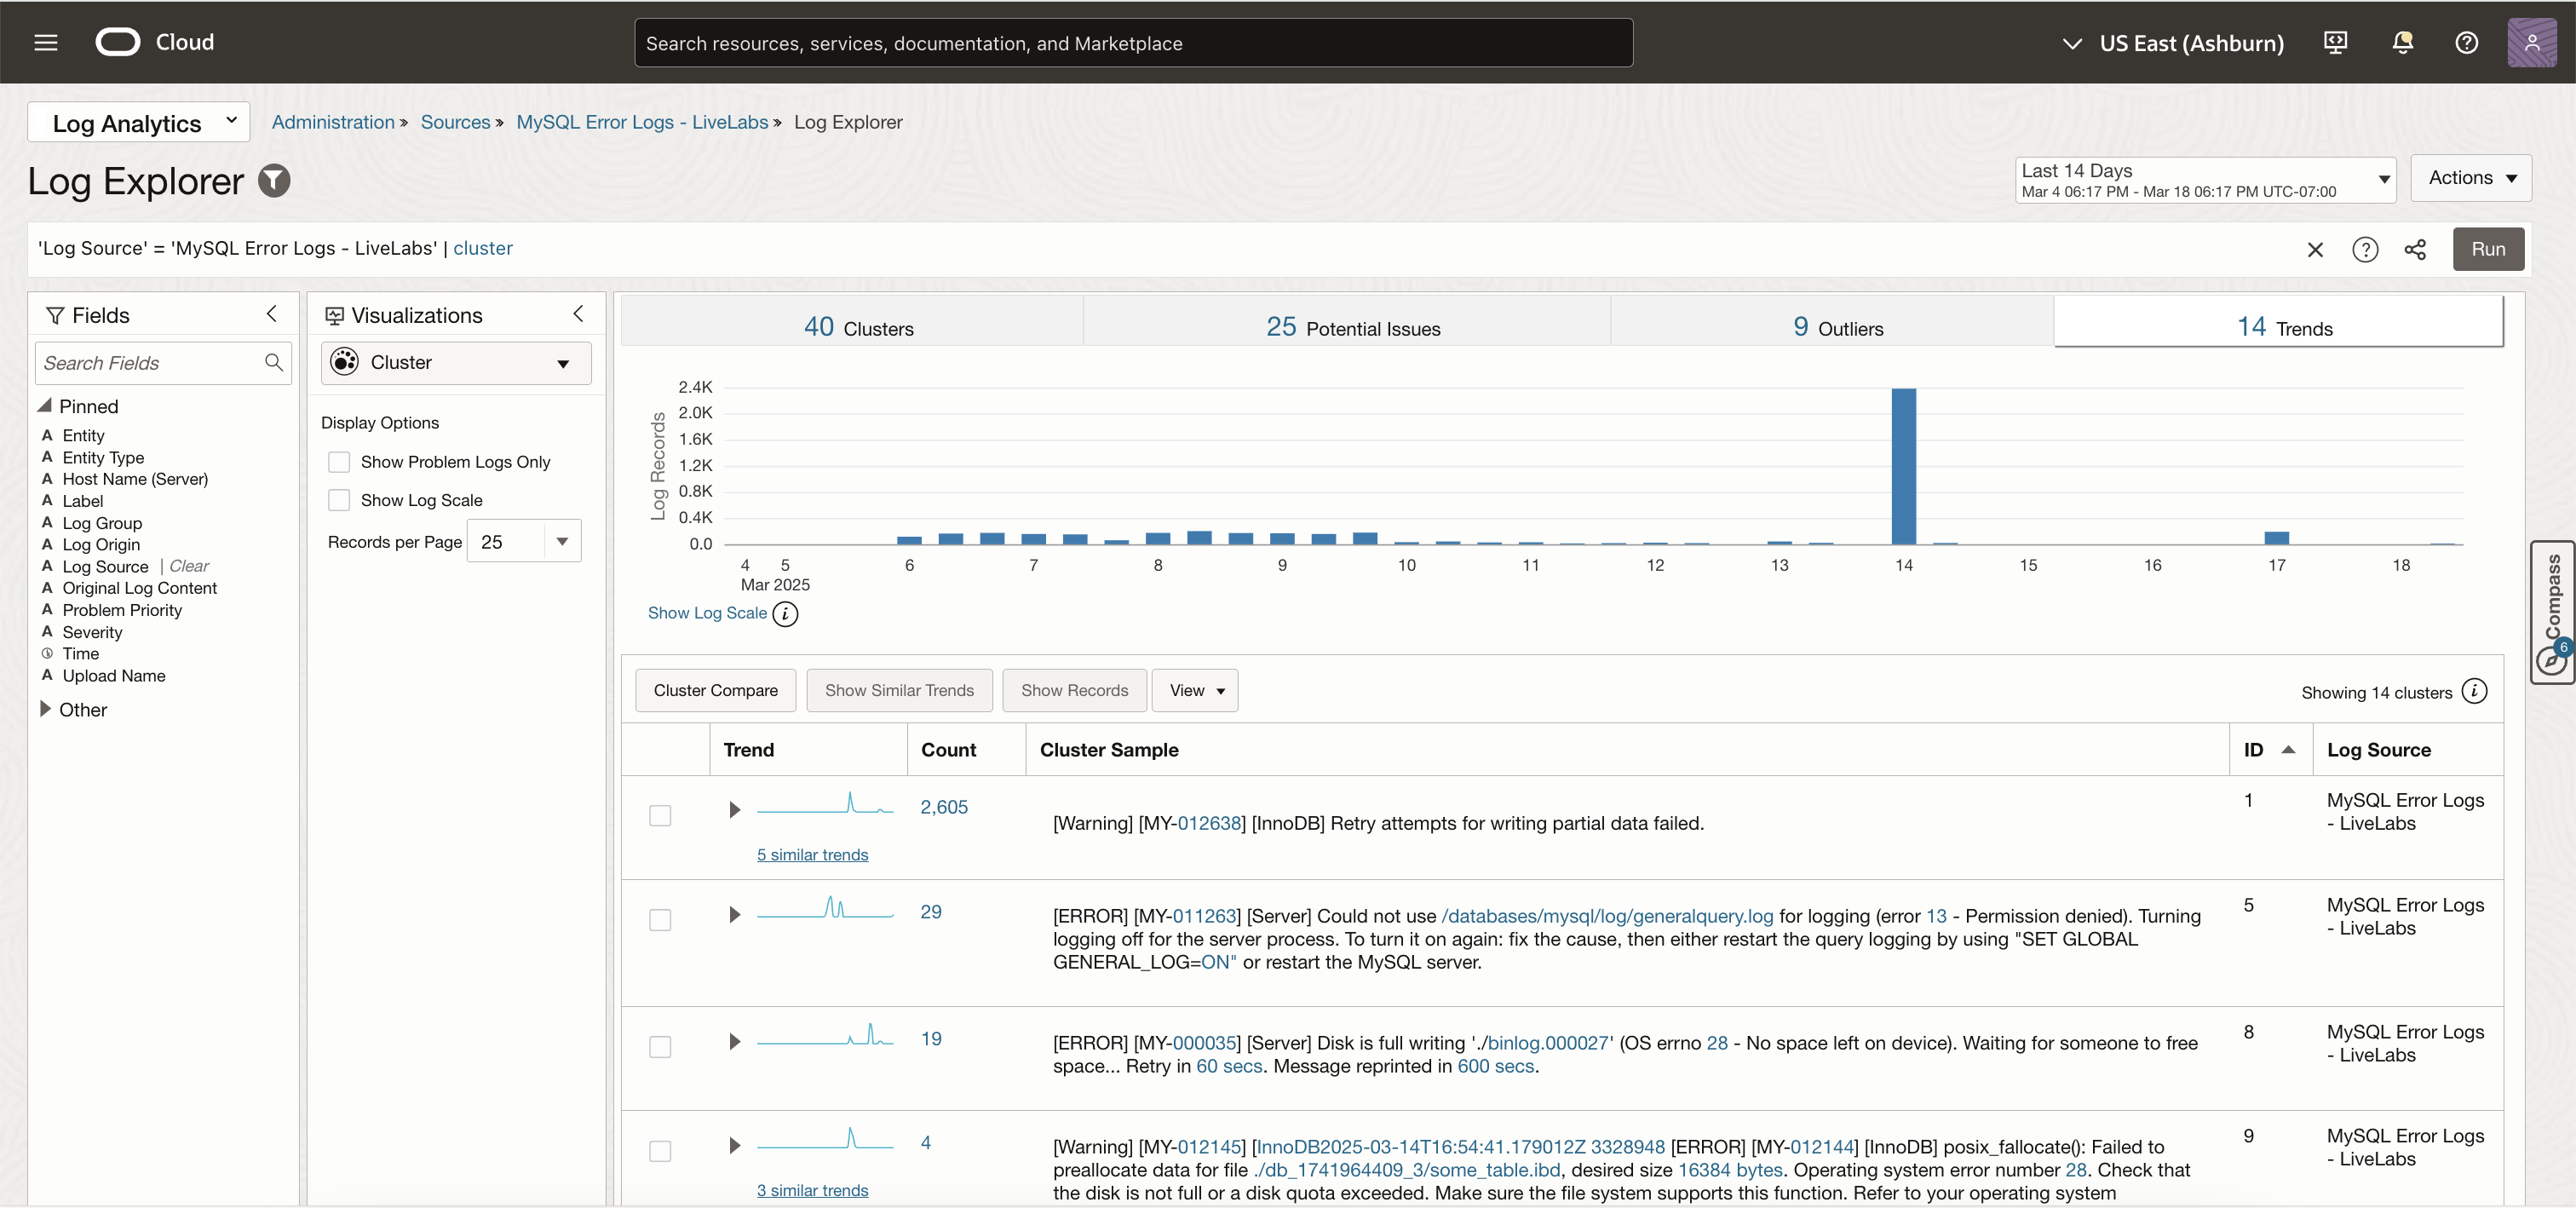 Cloud
Search resources, services, documentation, and Marketplace
US East (Ashburn)
Log Analytics
Administration » Sources » MySQL Error Logs - LiveLabs » Log Explorer
Log Explorer
Last 14 Days
Mar 4 06:17 PM - Mar 18 06:17 PM UTC-07:00
Actions
'Log Source' = 'MySQL Error Logs - LiveLabs' | cluster
Run
Fields
Search Fields
Pinned
A Entity
A Entity Type
A Host Name (Server)
A Label
A Log Group
A Log Origin
A Log Source | Clear
A Original Log Content
A Problem Priority
A Severity
Time
A Upload Name
Other
Visualizations
Cluster
Display Options
Show Problem Logs Only
Show Log Scale
Records per Page 25
40 Clusters
25 Potential Issues
9 Outliers
14 Trends
Log Records
2.4K
2.0K
1.6K
1.2K
0.8K
0.4K
0.0
4 5 6 7 8 9 10 11 12 13 14 15 16 17 18
Mar 2025
Show Log Scale i
Compass
6
Cluster Compare
Show Similar Trends
Show Records
View
Showing 14 clusters i
Trend Count Cluster Sample ID Log Source
2,605
5 similar trends
[Warning] [MY-012638] [InnoDB] Retry attempts for writing partial data failed.
1
MySQL Error Logs
- LiveLabs
29
[ERROR] [MY-011263] [Server] Could not use /databases/mysql/log/generalquery.log for logging (error 13 - Permission denied). Turning
logging off for the server process. To turn it on again: fix the cause, then either restart the query logging by using "SET GLOBAL
GENERAL_LOG=ON" or restart the MySQL server.
5
MySQL Error Logs
- LiveLabs
19
[ERROR] [MY-000035] [Server] Disk is full writing './binlog.000027' (OS errno 28 - No space left on device). Waiting for someone to free
space... Retry in 60 secs. Message reprinted in 600 secs.
8
MySQL Error Logs
- LiveLabs
4
3 similar trends
[Warning] [MY-012145] [InnoDB2025-03-14T16:54:41.179012Z 3328948 [ERROR] [MY-012144] [InnoDB] posix_fallocate(): Failed to
preallocate data for file ./db_1741964409_3/some_table.ibd, desired size 16384 bytes. Operating system error number 28. Check that
the disk is not full or a disk quota exceeded. Make sure the file system supports this function. Refer to your operating system
9
MySQL Error Logs
- LiveLabs